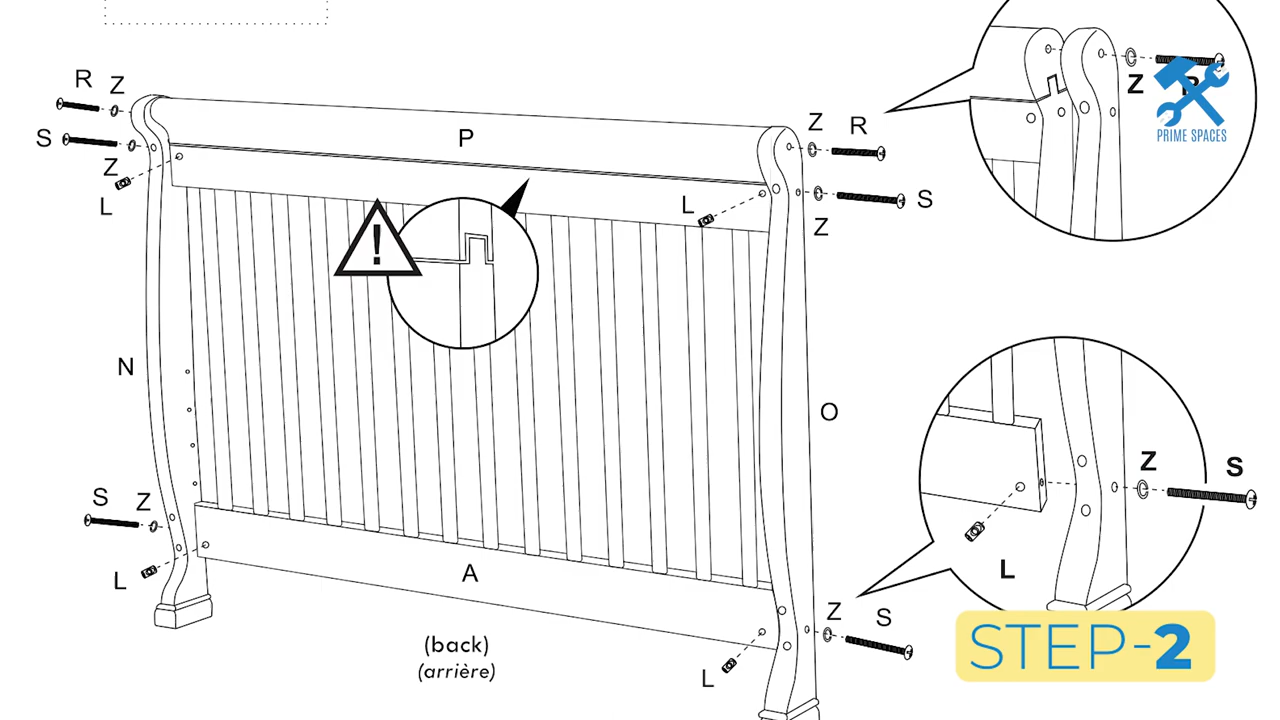 R Z
S
Z
L
P
Z R
S
Z
L
Z R
PRIME SPACES
!
N
O
S Z
L
A
Z S
L
Z S
L
(back)
(arrière)
STEP-2